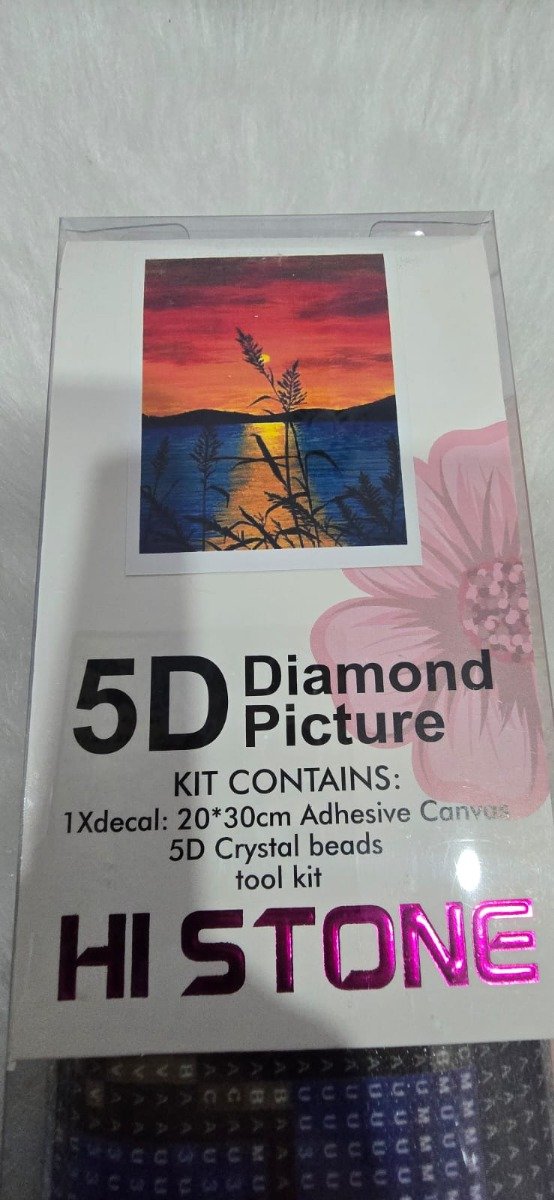 5D Diamond
Picture
KIT CONTAINS:
1Xdecal: 20*30cm Adhesive Canvas
5D Crystal beads
tool kit
HI STONE